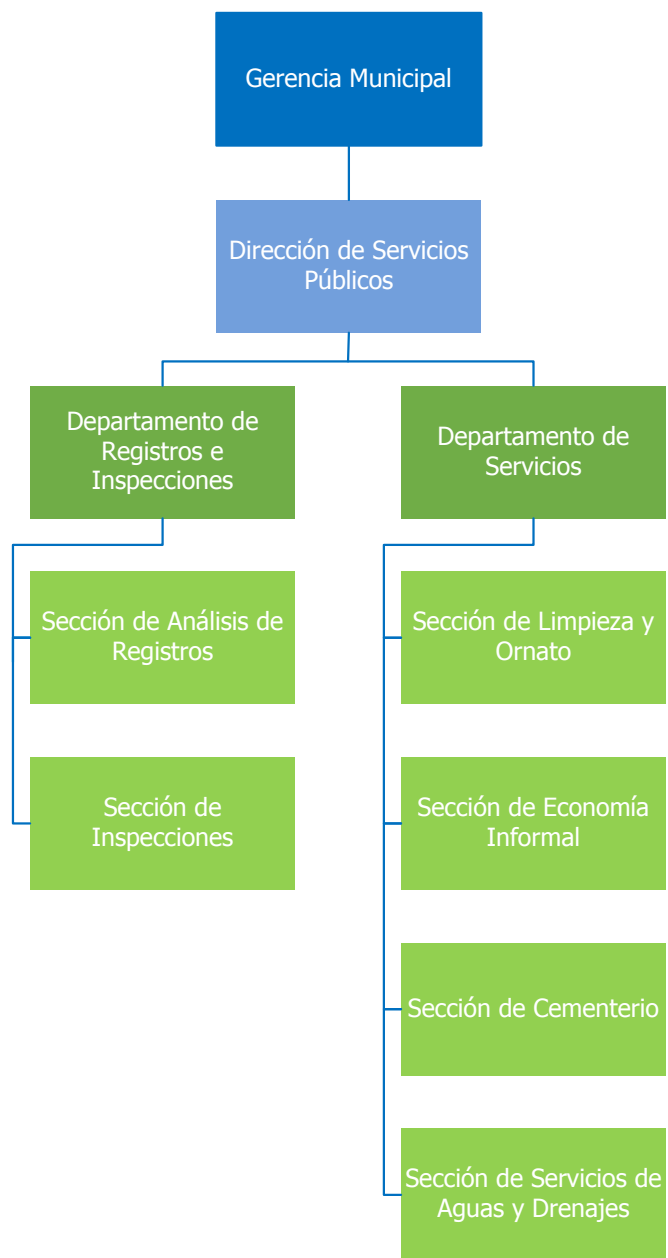 Gerencia Municipal
Dirección de Servicios
Públicos
Departamento de
Registros e
Inspecciones
Departamento de
Servicios
Sección de Análisis de
Registros
Sección de Limpieza y
Ornato
Sección de
Inspecciones
Sección de Economía
Informal
Sección de Cementerio
Sección de Servicios de
Aguas y Drenajes